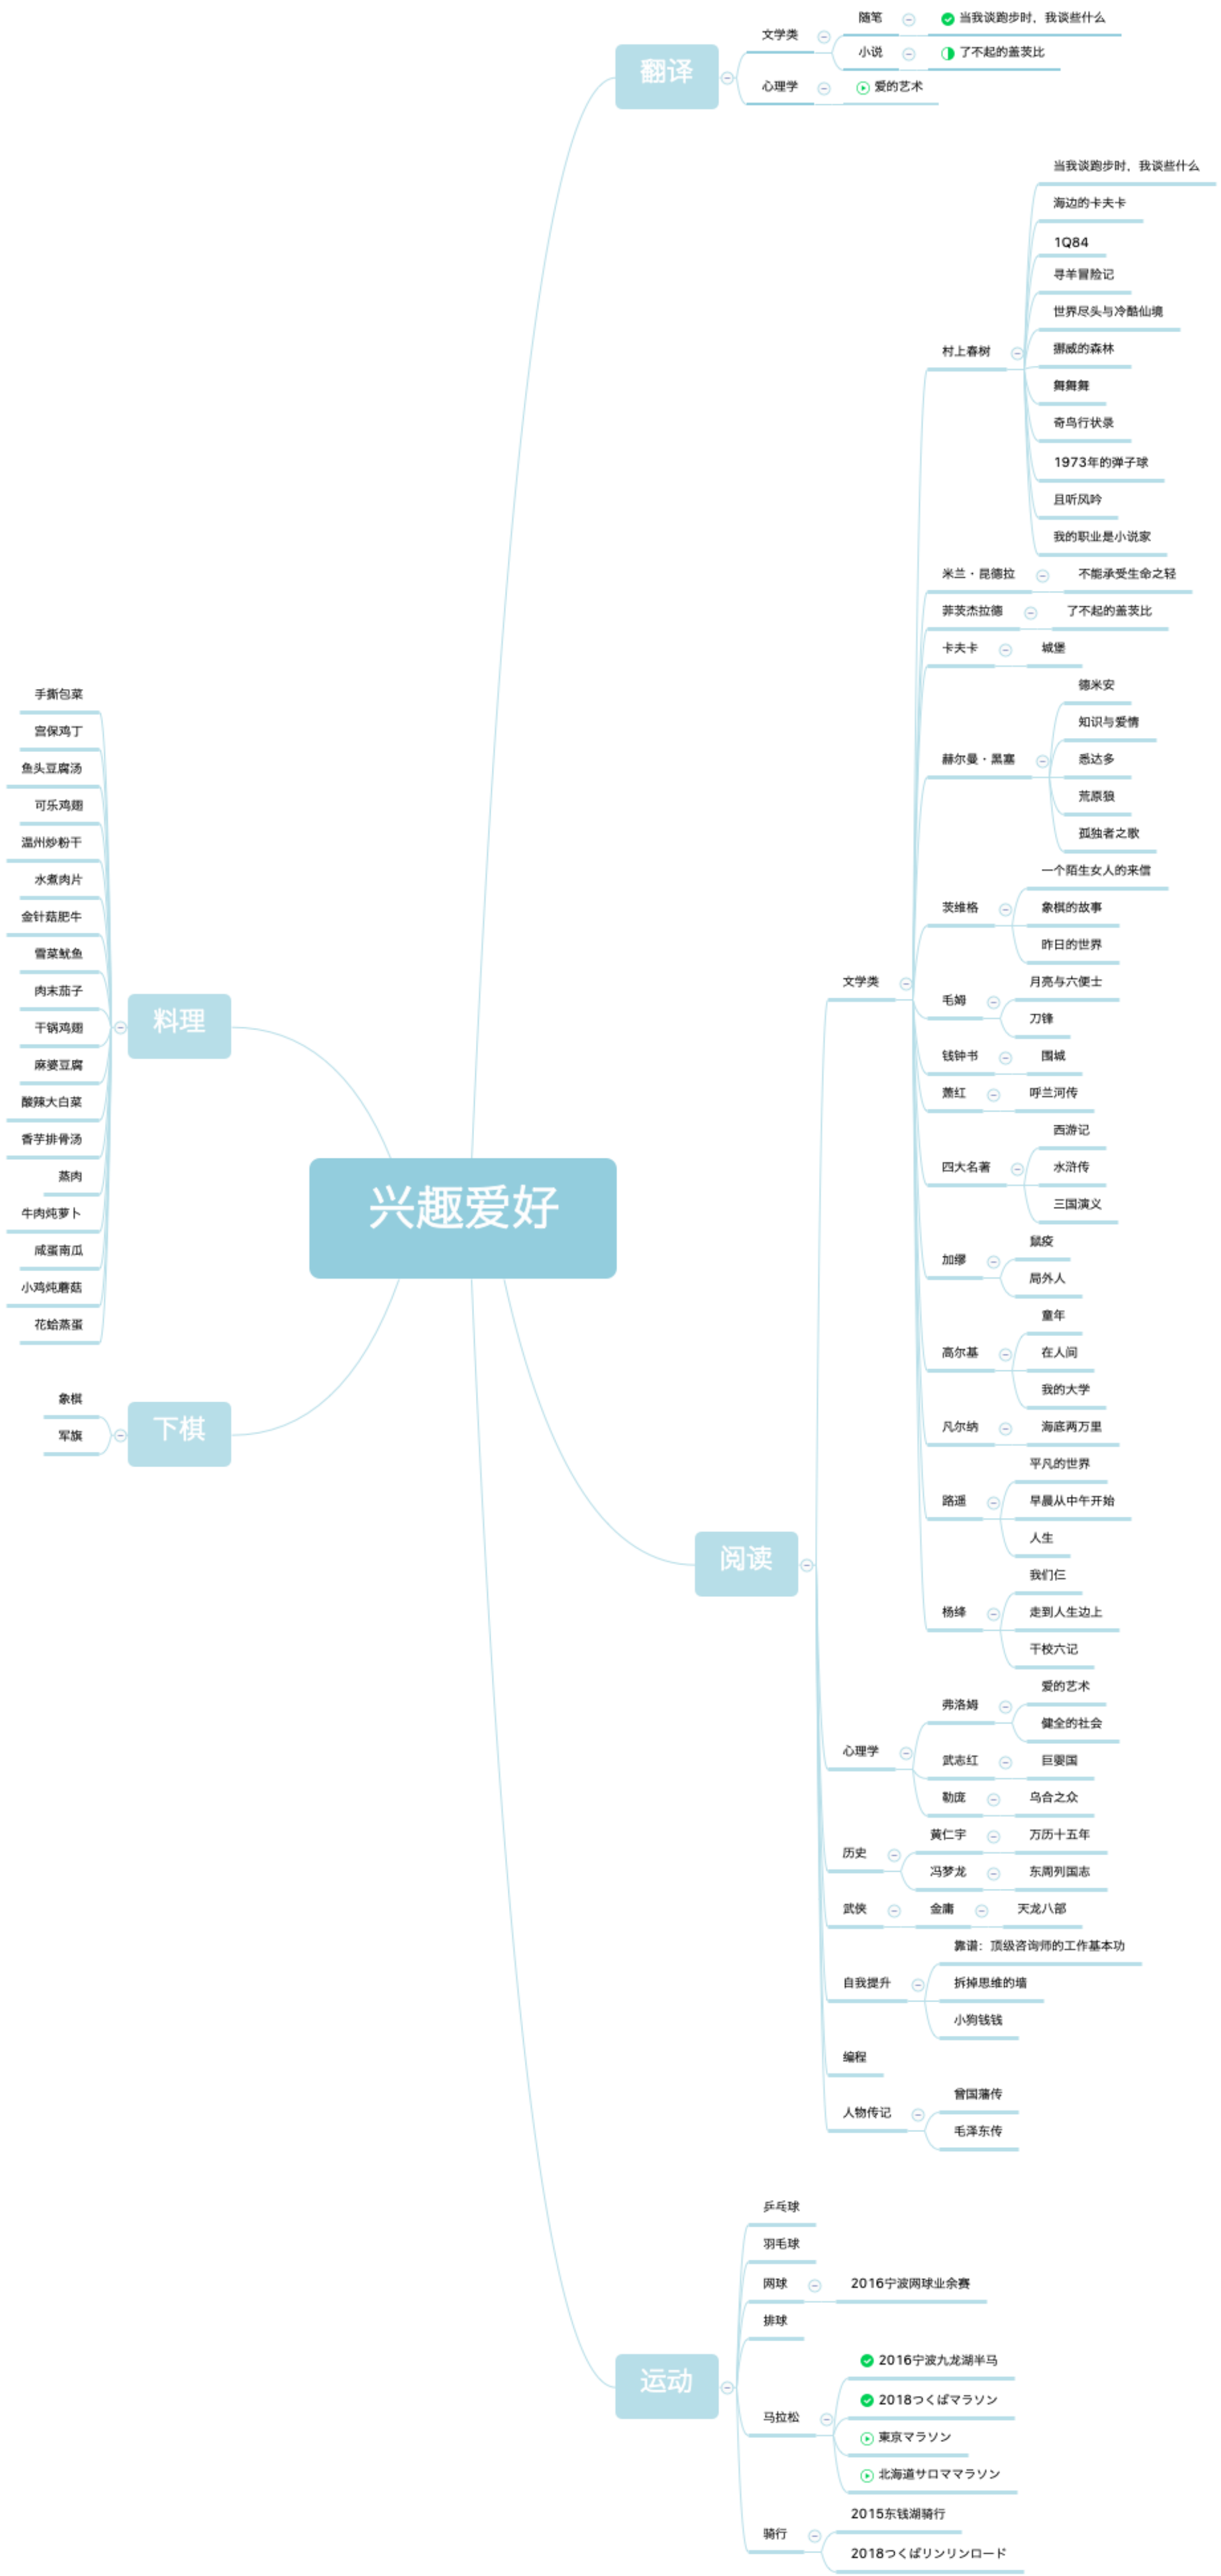 兴趣爱好
翻译
文学类
随笔
当我谈跑步时，我谈些什么
小说
了不起的盖茨比
心理学
爱的艺术
阅读
文学类
村上春树
当我谈跑步时，我谈些什么
海边的卡夫卡
1Q84
寻羊冒险记
世界尽头与冷酷仙境
挪威的森林
舞舞舞
奇鸟行状录
1973年的弹子球
且听风吟
我的职业是小说家
米兰·昆德拉
不能承受生命之轻
菲茨杰拉德
了不起的盖茨比
卡夫卡
城堡
赫尔曼·黑塞
德米安
知识与爱情
悉达多
荒原狼
孤独者之歌
茨维格
一个陌生女人的来信
象棋的故事
昨日的世界
毛姆
月亮与六便士
刀锋
钱钟书
围城
萧红
呼兰河传
四大名著
西游记
水浒传
三国演义
加缪
鼠疫
局外人
高尔基
童年
在人间
我的大学
凡尔纳
海底两万里
路遥
平凡的世界
早晨从中午开始
人生
杨绛
我们仨
走到人生边上
干校六记
心理学
弗洛姆
爱的艺术
健全的社会
武志红
巨婴国
勒庞
乌合之众
历史
黄仁宇
万历十五年
冯梦龙
东周列国志
武侠
金庸
天龙八部
自我提升
靠谱：顶级咨询师的工作基本功
拆掉思维的墙
小狗钱钱
编程
人物传记
曾国藩传
毛泽东传
运动
乒乓球
羽毛球
网球
2016宁波网球业余赛
排球
马拉松
2016宁波九龙湖半马
2018つくばマラソン
東京マラソン
北海道サロママラソン
骑行
2015东钱湖骑行
2018つくばリンリンロード
料理
手撕包菜
宫保鸡丁
鱼头豆腐汤
可乐鸡翅
温州炒粉干
水煮肉片
金针菇肥牛
雪菜鱿鱼
肉末茄子
干锅鸡翅
麻婆豆腐
酸辣大白菜
香芋排骨汤
蒸肉
牛肉炖萝卜
咸蛋南瓜
小鸡炖蘑菇
花蛤蒸蛋
下棋
象棋
军旗